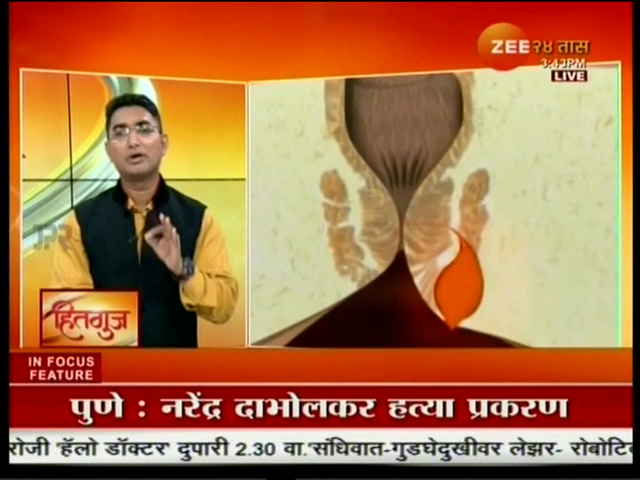 ZEE २४ तास
3:43PM
LIVE
JPR
हितगुज
IN FOCUS
FEATURE
पुणे : नरेंद्र दाभोलकर हत्या प्रकरण
रोजी 'हॅलो डॉक्टर' दुपारी 2.30 वा.'संधिवात-गुडघेदुखीवर लेझर- रोबोटिक